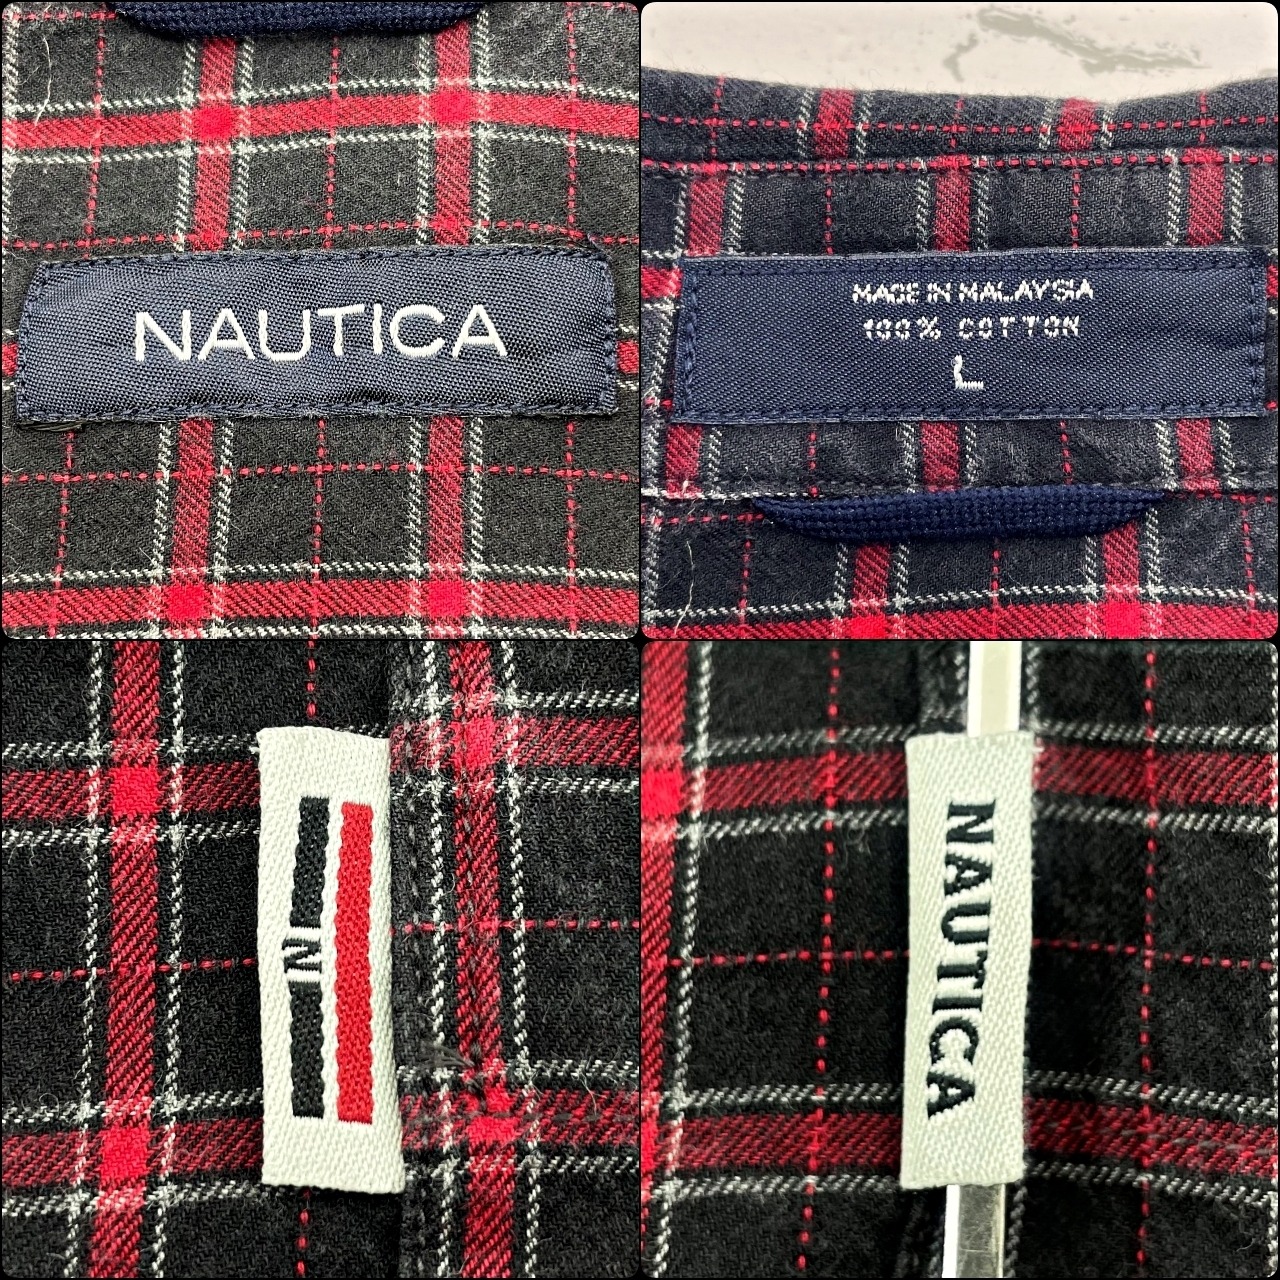 NAUTICA
MADE IN MALAYSIA
100% COTTON
L
N
NAUTICA